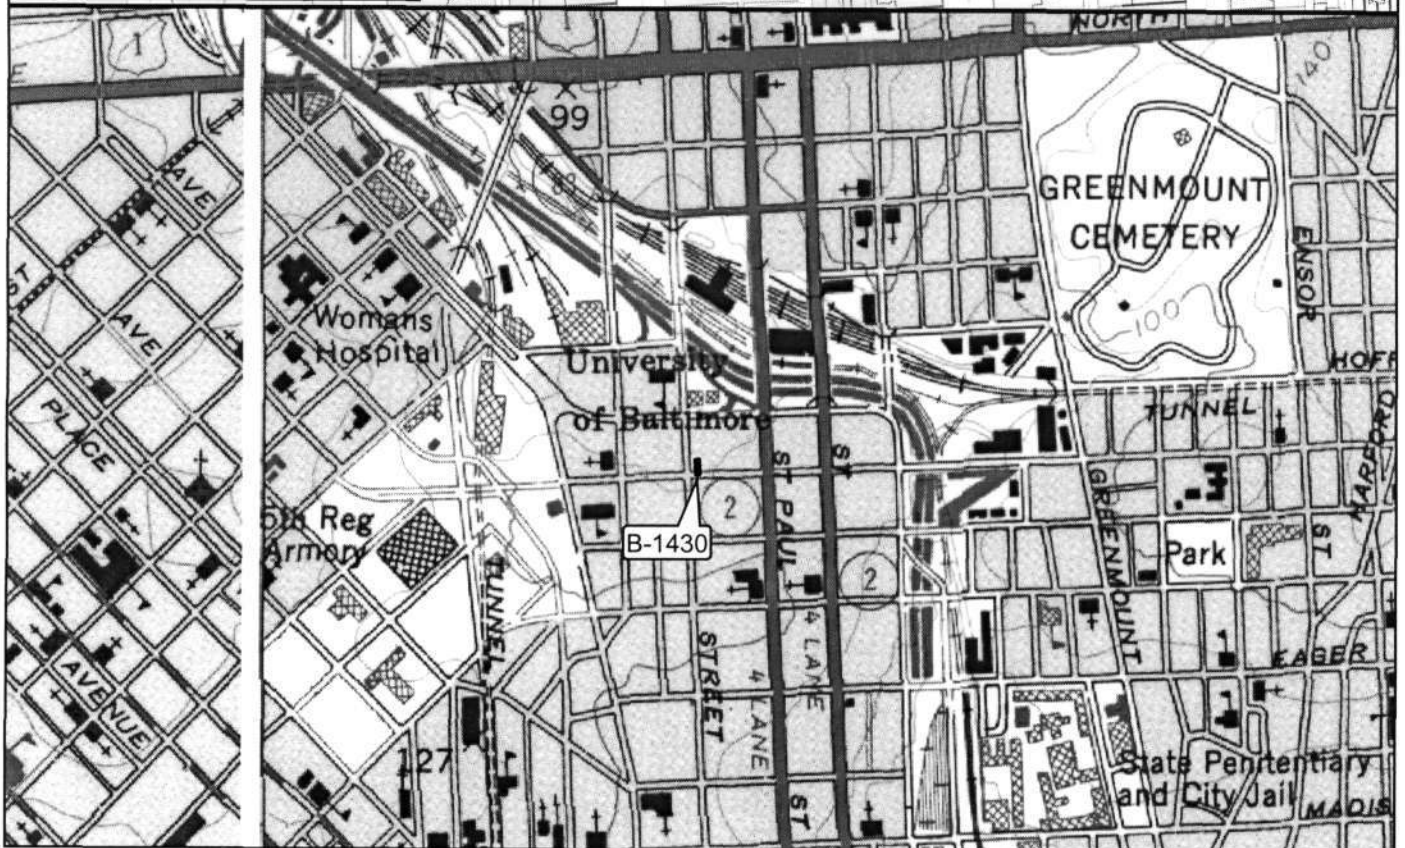 NORTH
1
1
E
140
99
AVE
GREENMOUNT
CEMETERY
ENSOR
ST
AVE
100
Womans
Hospital
University
of Baltimore
HOFF
TUNNEL
HARFORD
PLACE
ST PAUL
ST
GREENMOUNT
2
5th Reg
Armory
B-1430
Park
ST
2
TUNNEL
4 LANE
STREET
4 LANE
EAGER
AVENUE
127
State Penitentiary
and City Jail
ST
MADIS